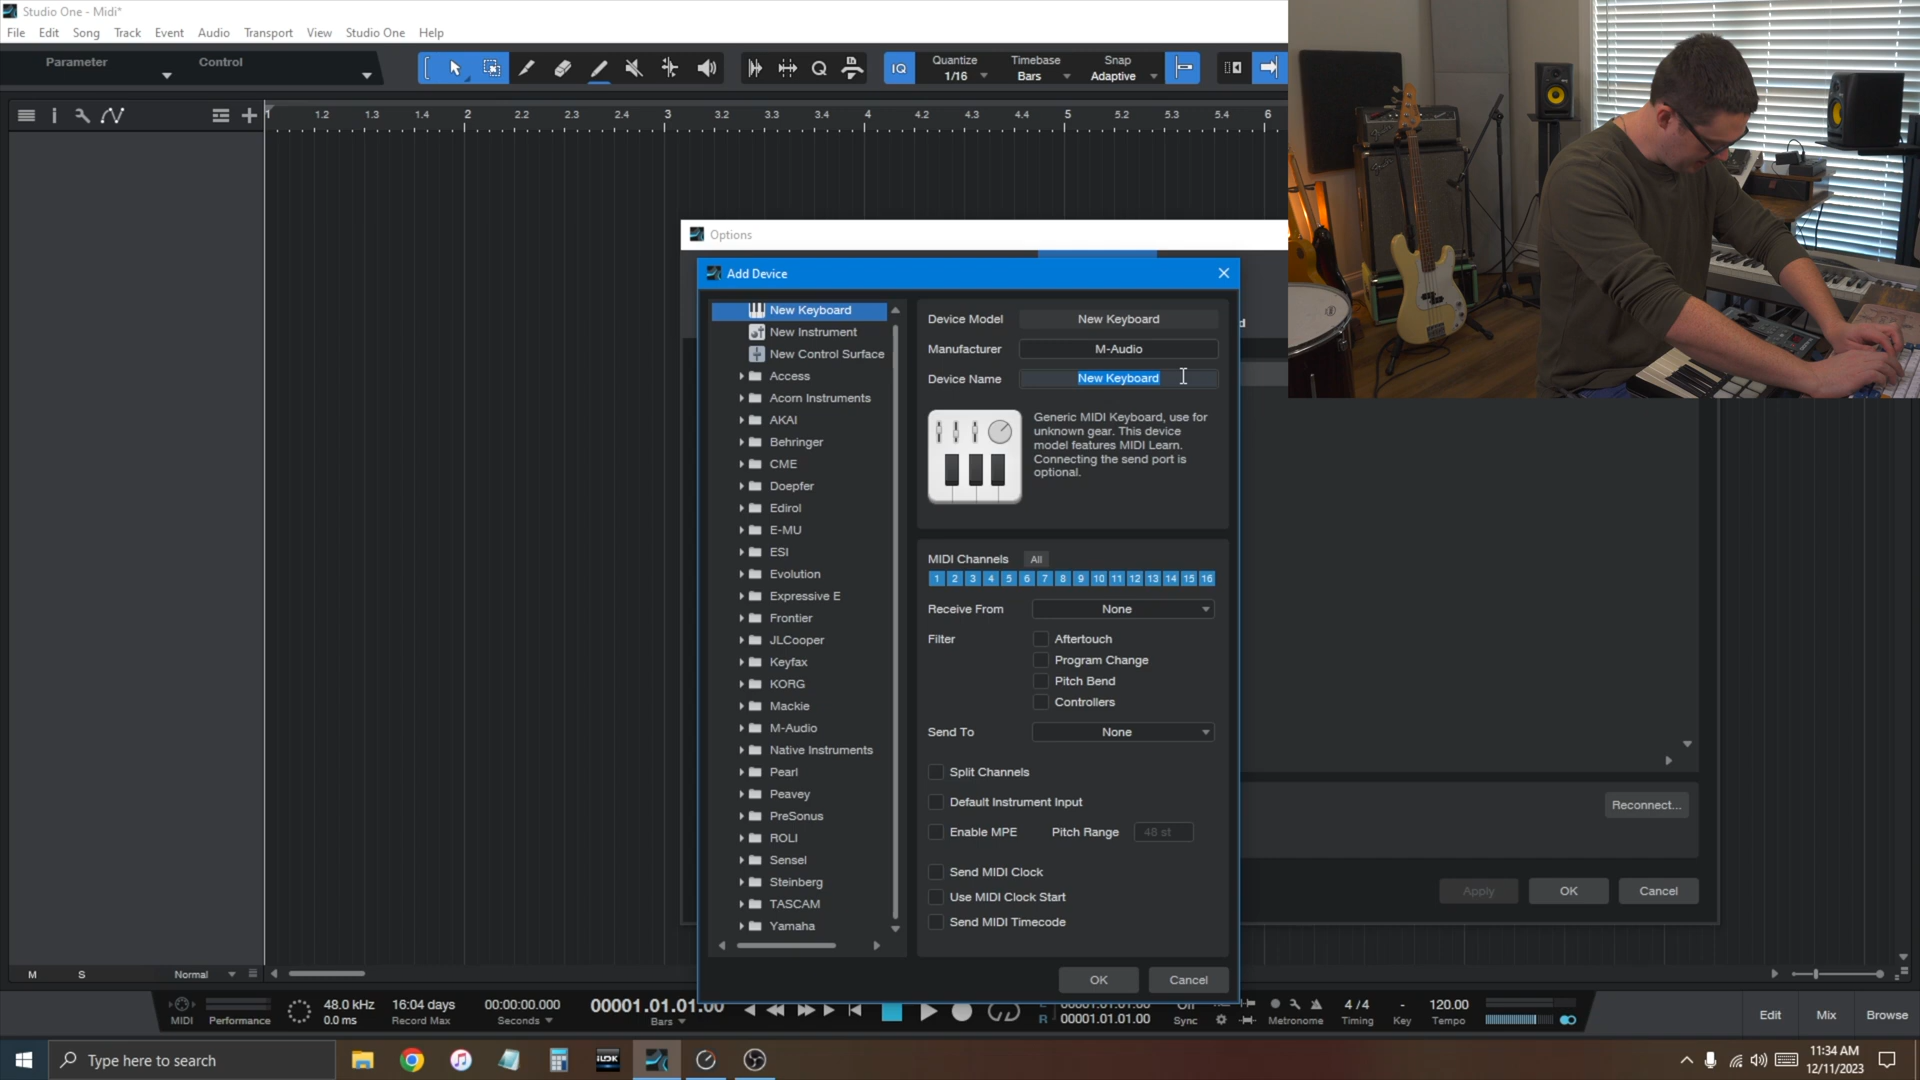 Studio One - Midi*
File Edit Song Track Event Audio Transport View Studio One Help
Parameter
Control
IQ
Quantize
1/16
Timebase
Bars
Snap
Adaptive
1 1.2 1.3 1.4 2 2.2 2.3 2.4 3 3.2 3.3 3.4 4 4.2 4.3 4.4 5 5.2 5.3 5.4 6
Options
Add Device
New Keyboard
New Instrument
New Control Surface
Access
Acorn Instruments
AKAI
Behringer
CME
Doepfer
Edirol
E-MU
ESI
Evolution
Expressive E
Frontier
JLCooper
Keyfax
KORG
Mackie
M-Audio
Native Instruments
Pearl
Peavey
PreSonus
ROLI
Sensel
Steinberg
TASCAM
Yamaha
Device Model New Keyboard
Manufacturer M-Audio
Device Name New Keyboard
Generic MIDI Keyboard, use for
unknown gear. This device
model features MIDI Learn.
Connecting the send port is
optional.
MIDI Channels All
1 2 3 4 5 6 7 8 9 10 11 12 13 14 15 16
Receive From None
Filter Aftertouch
Program Change
Pitch Bend
Controllers
Send To None
Split Channels
Default Instrument Input
Enable MPE Pitch Range 48 st
Send MIDI Clock
Use MIDI Clock Start
Send MIDI Timecode
OK Cancel
Reconnect...
Apply OK Cancel
M S Normal
MIDI
Performance
48.0 kHz
0.0 ms
16:04 days
Record Max
00:00:00.000
Seconds
00001.01.01.00
Bars
L 00001.01.01.00
R 00001.01.01.00
Off
Sync
Metronome
4 / 4
Timing
-
Key
120.00
Tempo
Edit Mix Browse
Type here to search
11:34 AM
12/11/2023